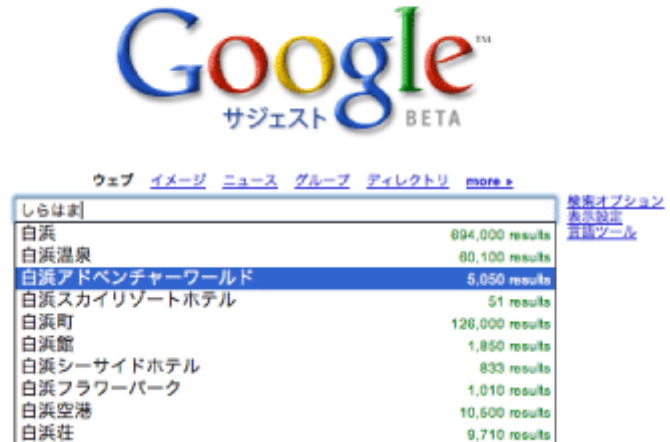 Google™
サジェスト BETA
ウェブ イメージ ニュース グループ ディレクトリ more »
しらはま
検索オプション
表示設定
言語ツール
白浜 694,000 results
白浜温泉 60,100 results
白浜アドベンチャーワールド 5,050 results
白浜スカイリゾートホテル 51 results
白浜町 126,000 results
白浜館 1,850 results
白浜シーサイドホテル 833 results
白浜フラワーパーク 1,010 results
白浜空港 10,500 results
白浜荘 9,710 results